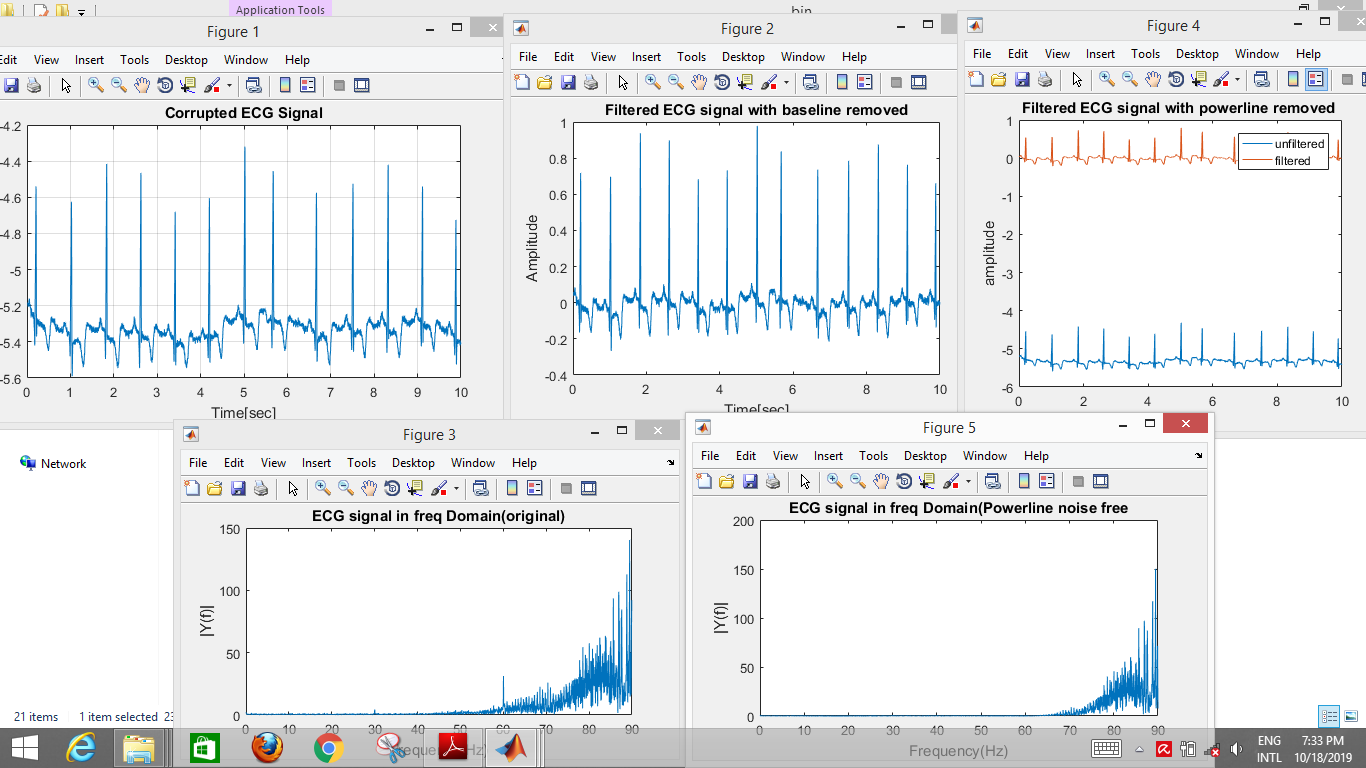 Application Tools
bin
Figure 1
Edit View Insert Tools Desktop Window Help
Corrupted ECG Signal
-4.2
-4.4
-4.6
-4.8
-5
-5.2
-5.4
-5.6
0 1 2 3 4 5 6 7 8 9 10
Time[sec]
Figure 2
File Edit View Insert Tools Desktop Window Help
Filtered ECG signal with baseline removed
Amplitude
1
0.8
0.6
0.4
0.2
0
-0.2
-0.4
0 2 4 6 8 10
Time[sec]
Figure 4
File Edit View Insert Tools Desktop Window Help
Filtered ECG signal with powerline removed
unfiltered
filtered
amplitude
1
0
-1
-2
-3
-4
-5
-6
0 2 4 6 8 10
Network
21 items 1 item selected 23
Figure 3
File Edit View Insert Tools Desktop Window Help
ECG signal in freq Domain(original)
|Y(f)|
150
100
50
0
0 10 20 30 40 50 60 70 80 90
Figure 5
File Edit View Insert Tools Desktop Window Help
ECG signal in freq Domain(Powerline noise free
|Y(f)|
200
150
100
50
0
0 10 20 30 40 50 60 70 80 90
Frequency(Hz)
ENG
INTL
7:33 PM
10/18/2019